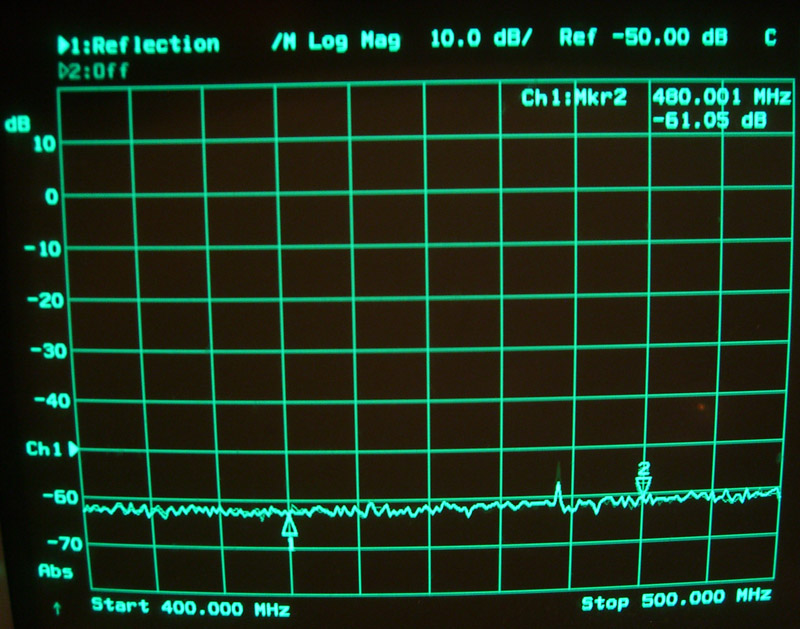 ▷1:Reflection /M Log Mag 10.0 dB/ Ref -50.00 dB C
▷2:Off
Ch1:Mkr2 480.001 MHz
-61.05 dB
dB
10
0
-10
-20
-30
-40
Ch1
-60
-70
Abs
2
Start 400.000 MHz Stop 500.000 MHz